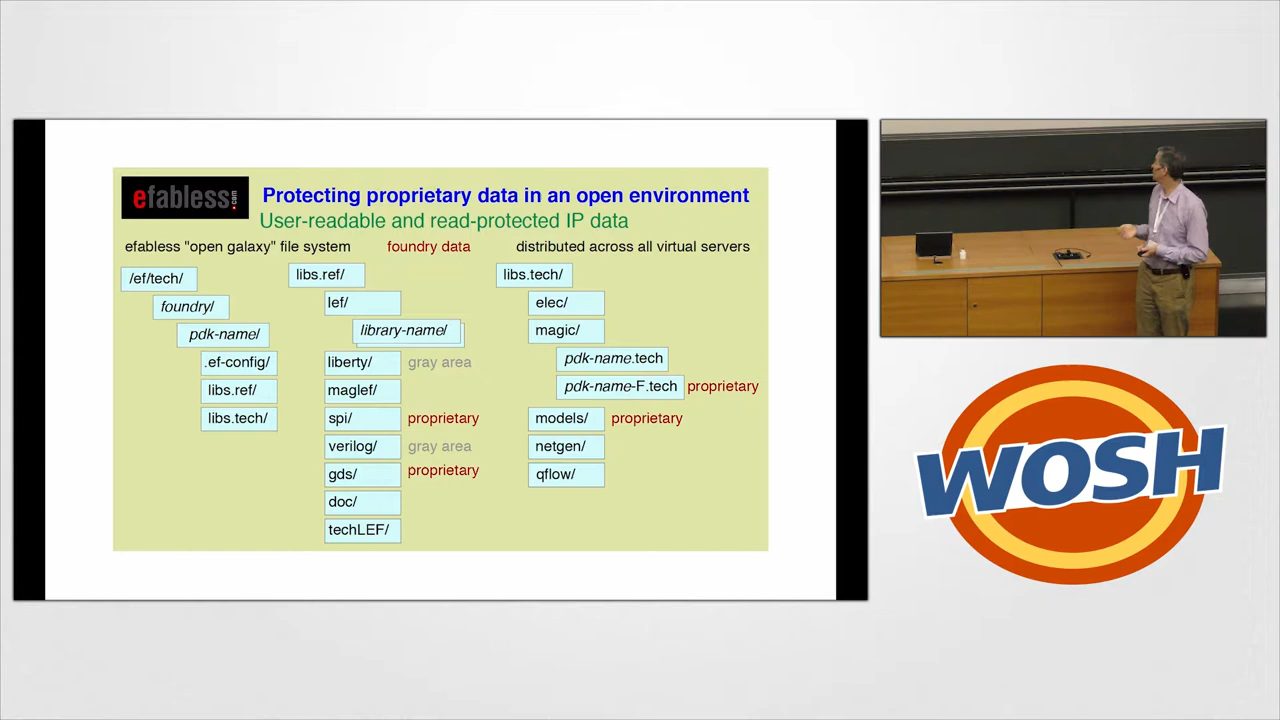 efabless.com
Protecting proprietary data in an open environment
User-readable and read-protected IP data
efabless "open galaxy" file system
foundry data
distributed across all virtual servers
/ef/tech/
foundry/
pdk-name/
.ef-config/
libs.ref/
libs.tech/
libs.ref/
lef/
library-name/
liberty/ gray area
maglef/
spi/ proprietary
verilog/ gray area
gds/ proprietary
doc/
techLEF/
libs.tech/
elec/
magic/
pdk-name.tech
pdk-name-F.tech proprietary
models/ proprietary
netgen/
qflow/
WOSH